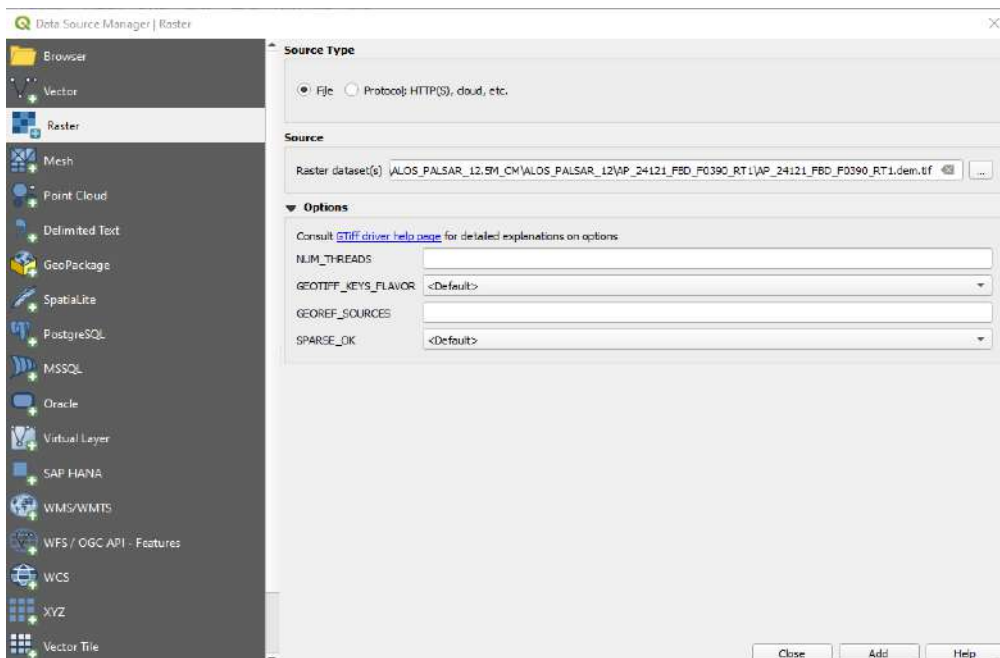 Data Source Manager | Raster
Browser
Vector
Raster
Mesh
Point Cloud
Delimited Text
GeoPackage
SpatiaLite
PostgreSQL
MSSQL
Oracle
Virtual Layer
SAP HANA
WMS/WMTS
WFS / OGC API - Features
WCS
XYZ
Vector Tile
Source Type
File Protocol: HTTP(S), cloud, etc.
Source
Raster dataset(s) ALOS_PALSAR_12.5M_CM\ALOS_PALSAR_12\AP_24121_FBD_F0390_RT1\AP_24121_FBD_F0390_RT1.dem.tif ...
Options
Consult GTiff driver help page for detailed explanations on options
NUM_THREADS
GEOTIFF_KEYS_FLAVOR <Default>
GEOREF_SOURCES
SPARSE_OK <Default>
Close Add Help